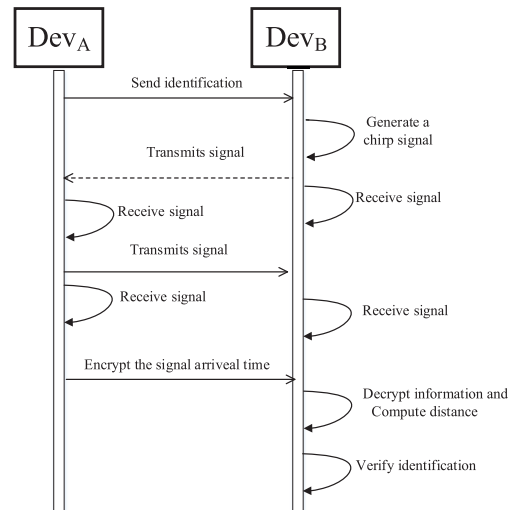 DevA
DevB
Send identification
Generate a
chirp signal
Transmits signal
Receive signal
Receive signal
Transmits signal
Receive signal
Receive signal
Encrypt the signal arriveal time
Decrypt information and
Compute distance
Verify identification